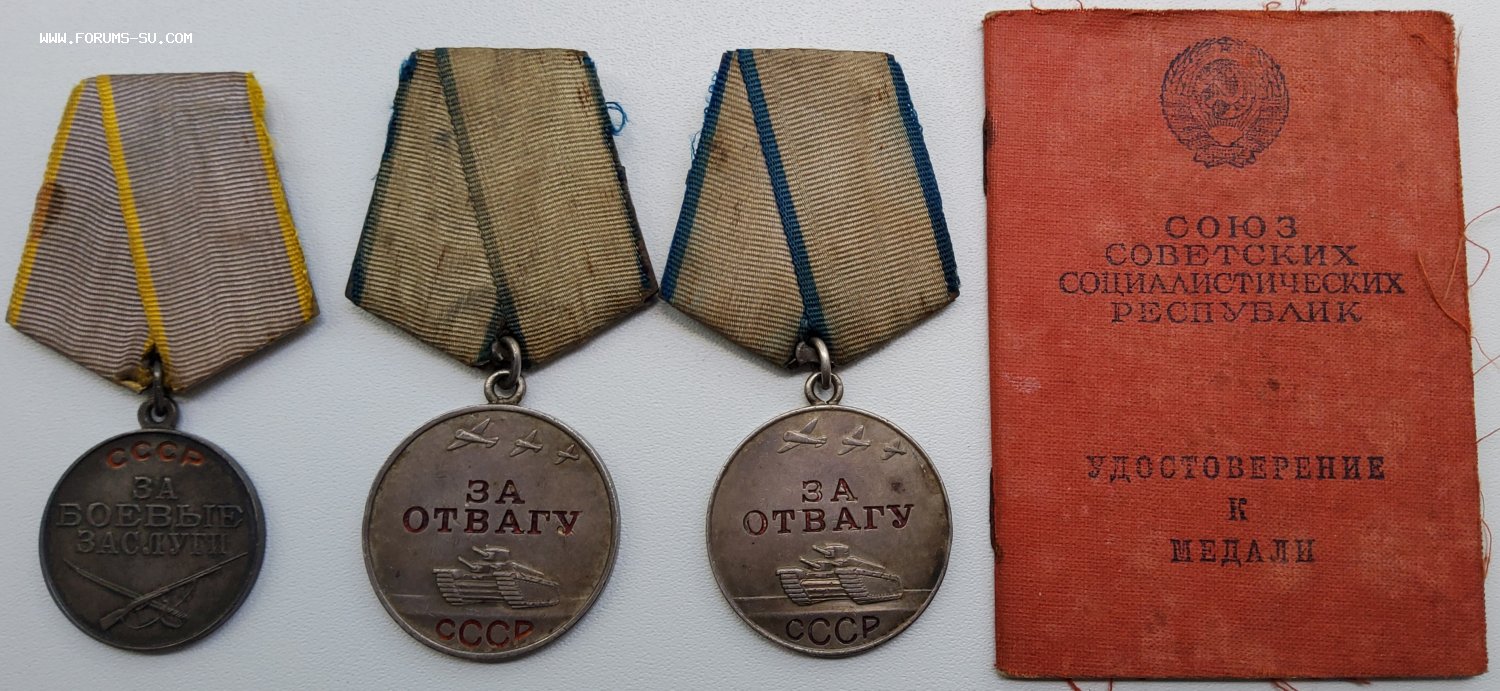 WWW.FORUMS-SU.COM
СССР
ЗА
БОЕВЫЕ
ЗАСЛУГИ
ЗА
ОТВАГУ
СССР
ЗА
ОТВАГУ
СССР
СОЮЗ
СОВЕТСКИХ
СОЦИАЛИСТИЧЕСКИХ
РЕСПУБЛИК
УДОСТОВЕРЕНИЕ
К
МЕДАЛИ